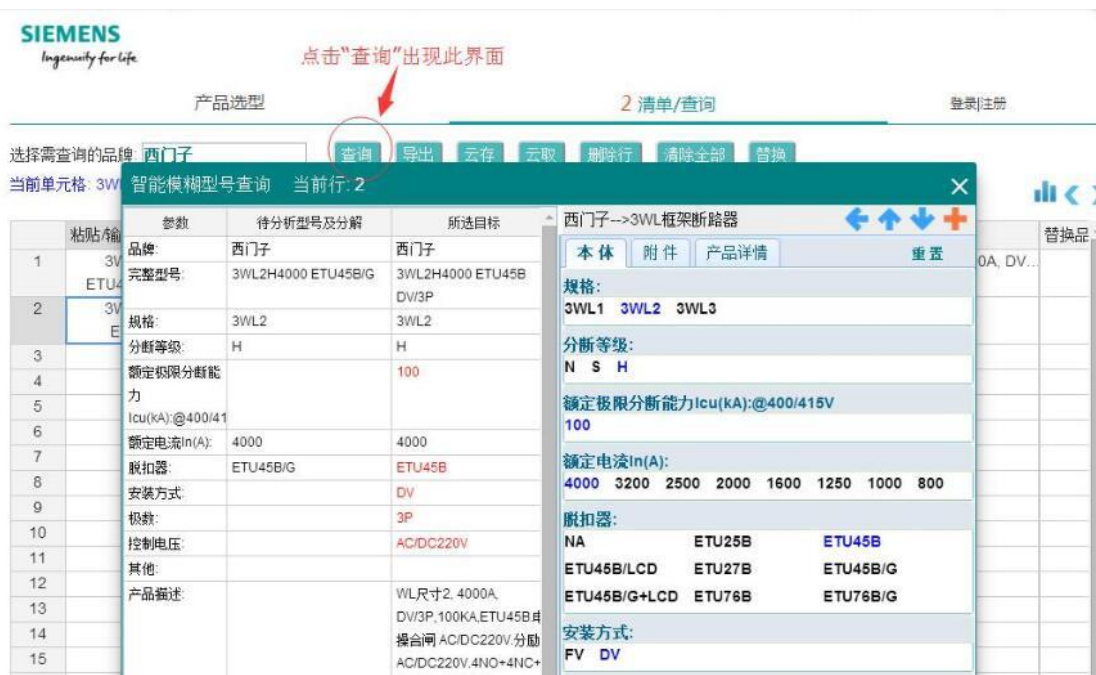 SIEMENS
Ingenuity for life
点击“查询”出现此界面
产品选型
2 清单/查询
登录|注册
选择需查询的品牌: 西门子
查询 导出 云存 云取 删除行 清除全部 替换
当前单元格: 3W
智能模糊型号查询 当前行: 2
粘贴/输
替换品
参数 待分析型号及分解 所选目标
品牌: 西门子 西门子
完整型号: 3WL2H4000 ETU45B/G 3WL2H4000 ETU45B
DV/3P
规格: 3WL2 3WL2
分断等级: H H
额定极限分断能 100
力
Icu(kA):@400/41
额定电流In(A): 4000 4000
脱扣器: ETU45B/G ETU45B
安装方式: DV
极数: 3P
控制电压: AC/DC220V
其他:
产品描述: WL尺寸2, 4000A,
DV/3P,100KA,ETU45B
操合闸 AC/DC220V.分励
AC/DC220V.4NO+4NC+
西门子-->3WL框架断路器
本体 附件 产品详情 重置
规格:
3WL1 3WL2 3WL3
分断等级:
N S H
额定极限分断能力Icu(kA):@400/415V
100
额定电流In(A):
4000 3200 2500 2000 1600 1250 1000 800
脱扣器:
NA ETU25B ETU45B
ETU45B/LCD ETU27B ETU45B/G
ETU45B/G+LCD ETU76B ETU76B/G
安装方式:
FV DV
1 3V 0A, DV...
ETU4
2 3V
E
3
4
5
6
7
8
9
10
11
12
13
14
15